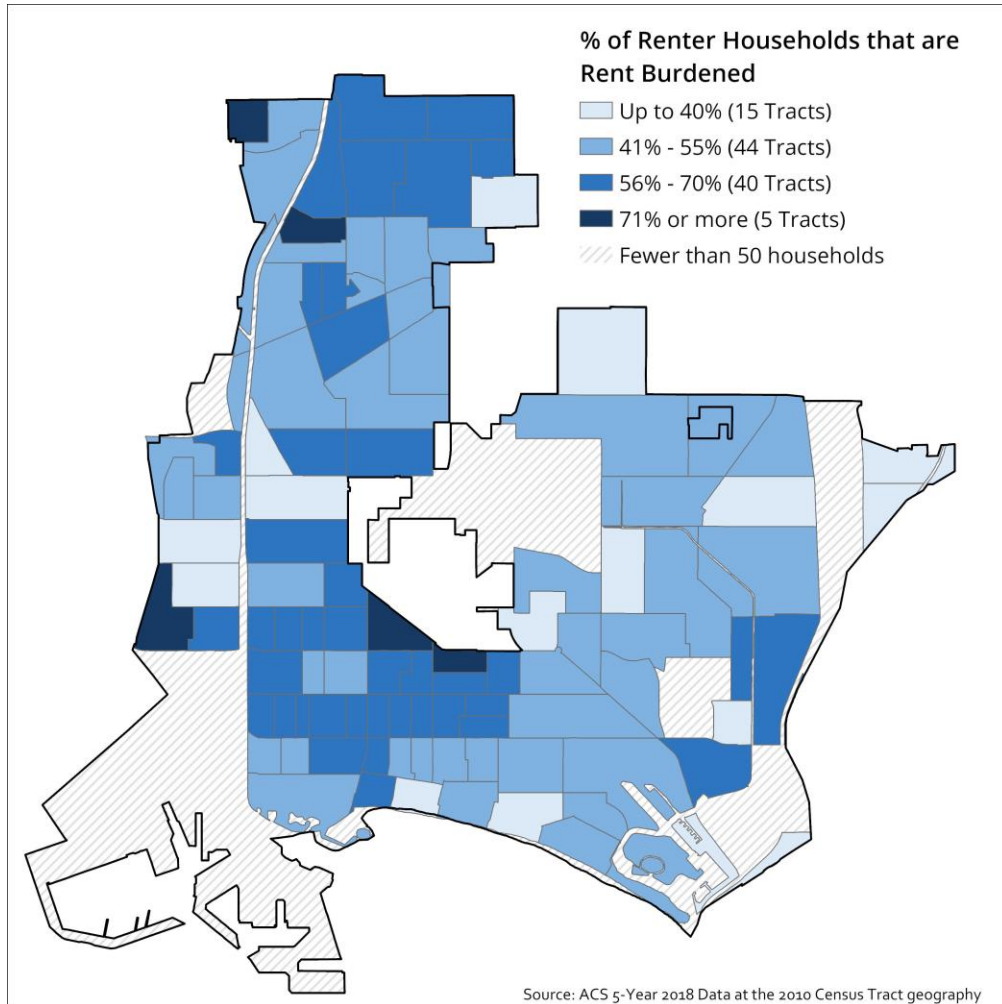 % of Renter Households that are
Rent Burdened
Up to 40% (15 Tracts)
41% - 55% (44 Tracts)
56% - 70% (40 Tracts)
71% or more (5 Tracts)
Fewer than 50 households
Source: ACS 5-Year 2018 Data at the 2010 Census Tract geography